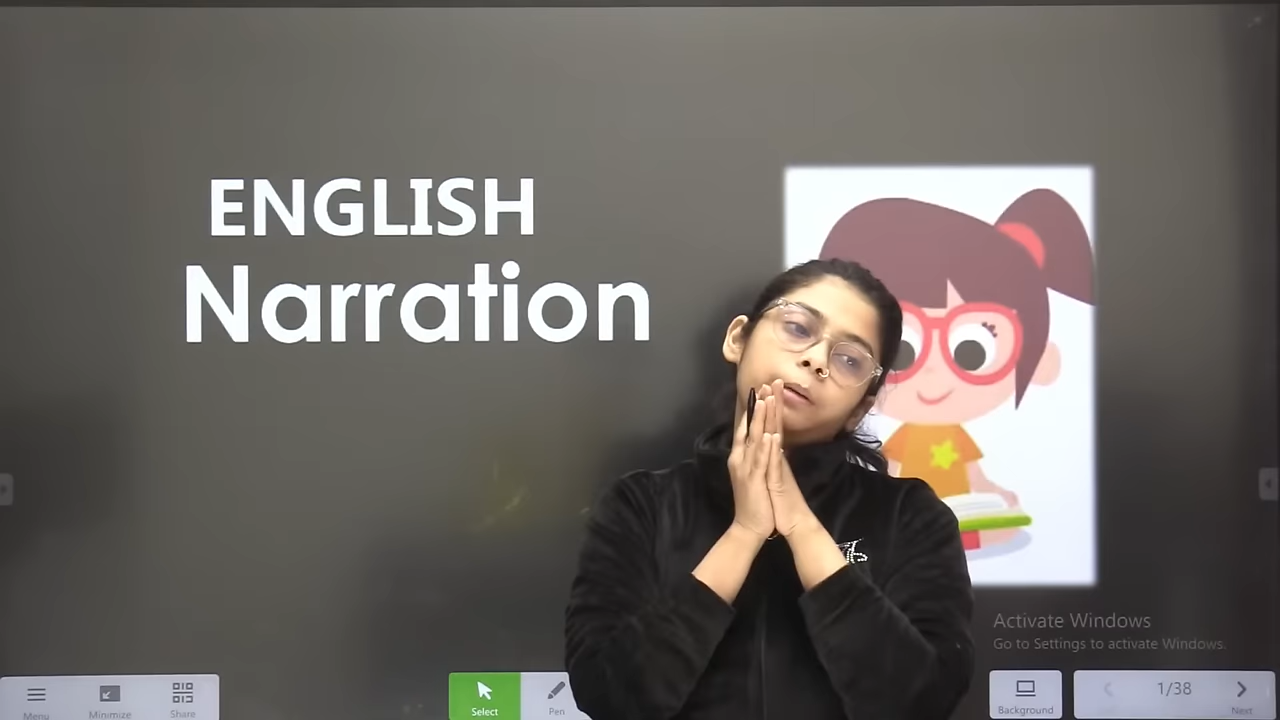 ENGLISH
Narration
Activate Windows
Go to Settings to activate Windows.
Menu
Minimize
Share
Select
Pen
Background
1/38
Next